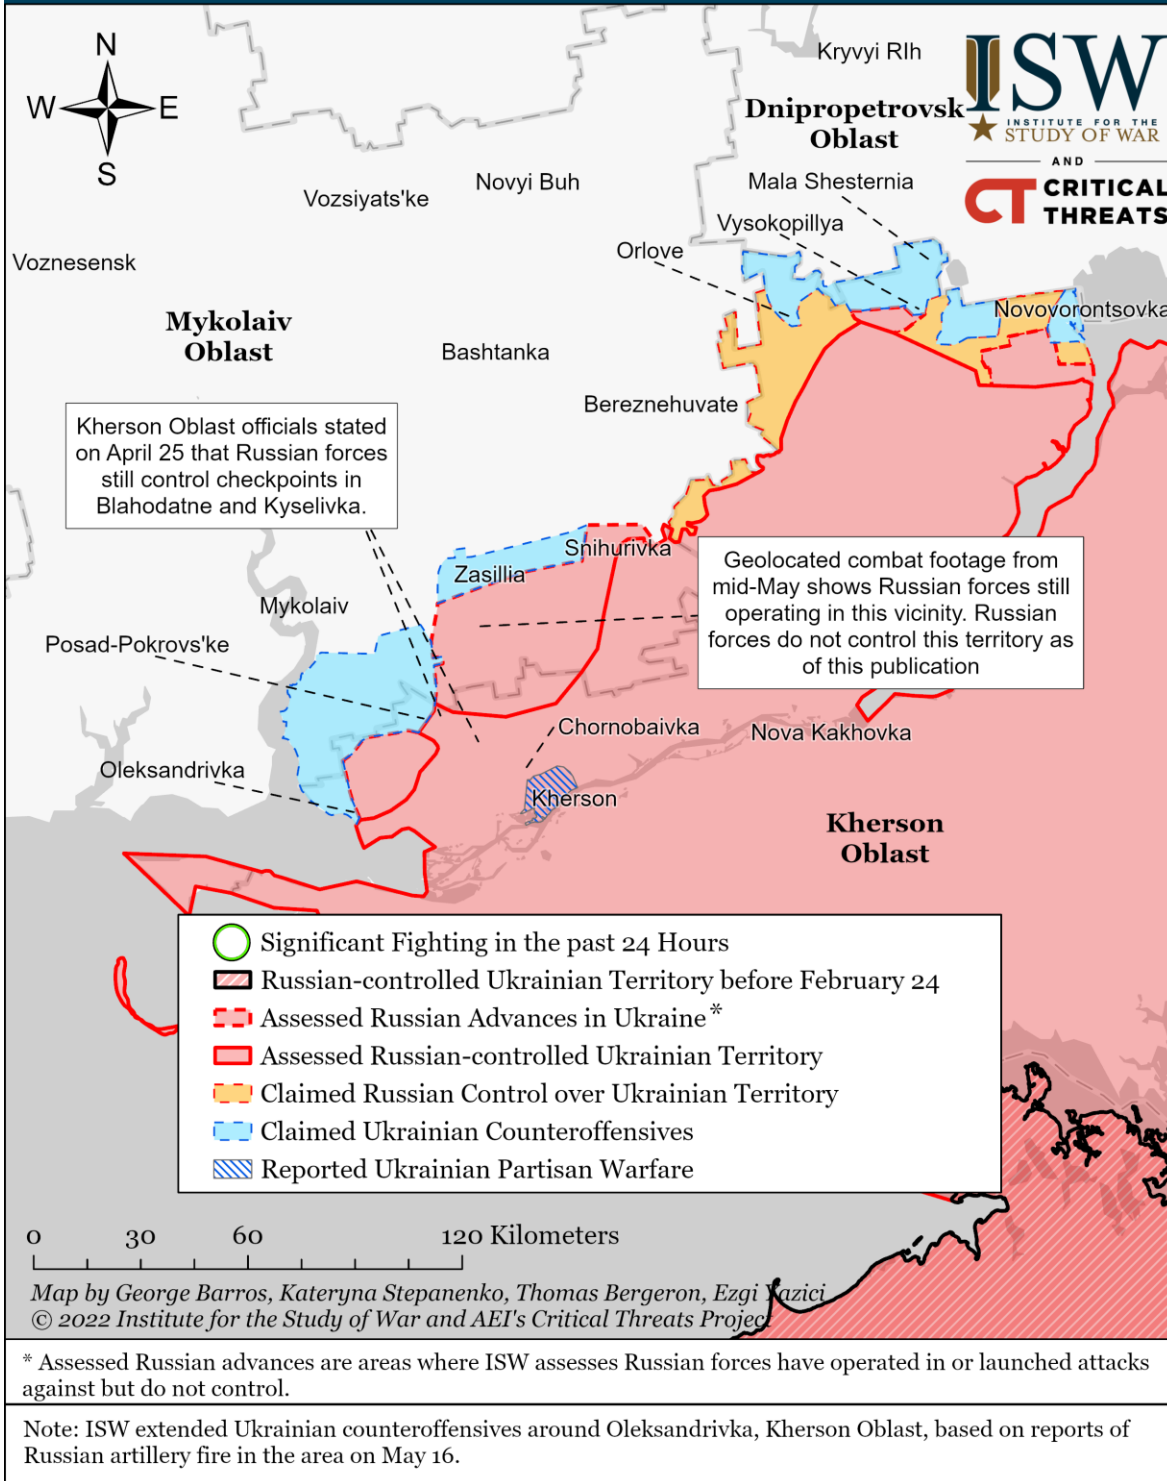 N
W
E
S
Kryvyi RIh
ISW
INSTITUTE FOR THE
STUDY OF WAR
AND
CT CRITICAL
THREATS
Dnipropetrovsk
Oblast
Mala Shesternia
Novyi Buh
Vozsiyats'ke
Vysokopillya
Orlove
Voznesensk
Novovorontsovka
Mykolaiv
Oblast
Bashtanka
Bereznehuvate
Kherson Oblast officials stated
on April 25 that Russian forces
still control checkpoints in
Blahodatne and Kyselivka.
Snihurivka
Zasillia
Geolocated combat footage from
mid-May shows Russian forces still
operating in this vicinity. Russian
forces do not control this territory as
of this publication
Mykolaiv
Posad-Pokrovs'ke
Chornobaivka
Nova Kakhovka
Oleksandrivka
Kherson
Kherson
Oblast
Significant Fighting in the past 24 Hours
Russian-controlled Ukrainian Territory before February 24
Assessed Russian Advances in Ukraine*
Assessed Russian-controlled Ukrainian Territory
Claimed Russian Control over Ukrainian Territory
Claimed Ukrainian Counteroffensives
Reported Ukrainian Partisan Warfare
0 30 60 120 Kilometers
Map by George Barros, Kateryna Stepanenko, Thomas Bergeron, Ezgi Yazici
© 2022 Institute for the Study of War and AEI's Critical Threats Project
* Assessed Russian advances are areas where ISW assesses Russian forces have operated in or launched attacks
against but do not control.
Note: ISW extended Ukrainian counteroffensives around Oleksandrivka, Kherson Oblast, based on reports of
Russian artillery fire in the area on May 16.